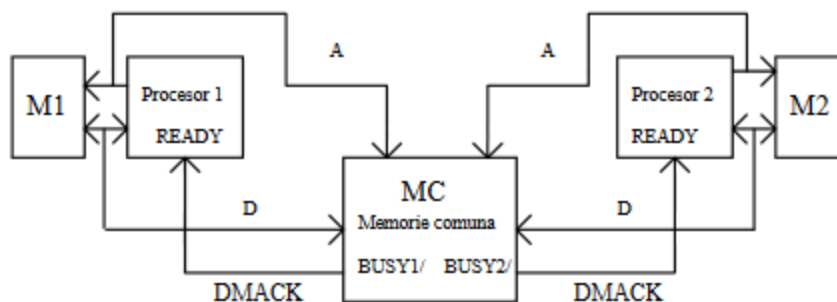 A A
M1 Procesor 1 Procesor 2 M2
READY READY
MC
D Memorie comuna D
BUSY1/ BUSY2/
DMACK DMACK